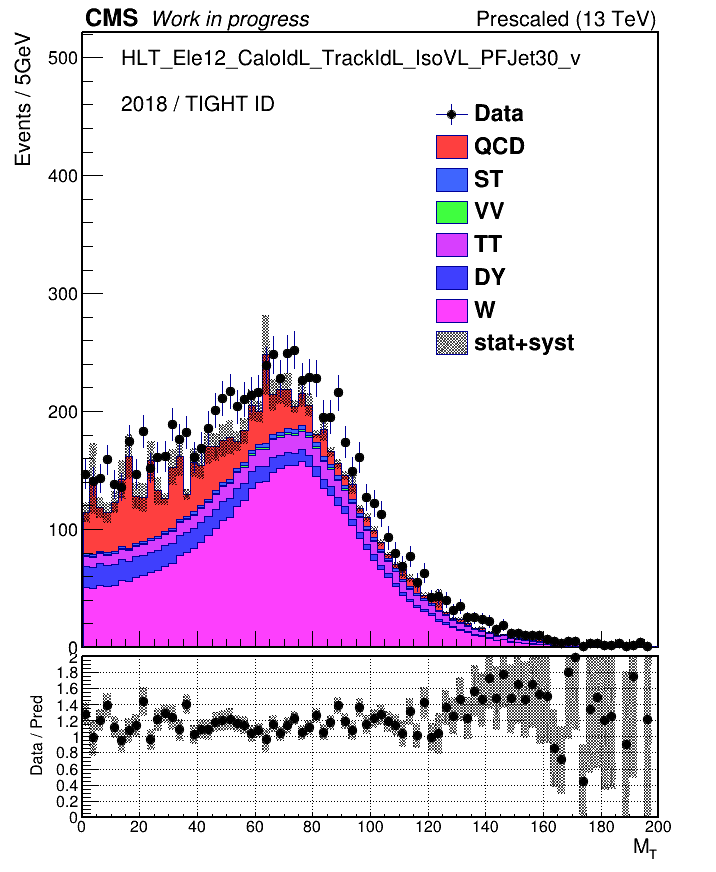 CMS Work in progress Prescaled (13 TeV)
Events / 5GeV
HLT_Ele12_CaloIdL_TrackIdL_IsoVL_PFJet30_v
2018 / TIGHT ID
Data
QCD
ST
VV
TT
DY
W
stat+syst
500
400
300
200
100
0
Data / Pred
2
1.8
1.6
1.4
1.2
1
0.8
0.6
0.4
0.2
0
0 20 40 60 80 100 120 140 160 180 200
M_T